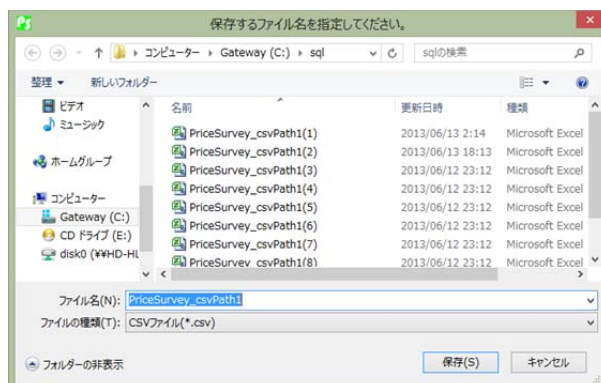 保存するファイル名を指定してください。
コンピューター ▸ Gateway (C:) ▸ sql
sqlの検索
整理 新しいフォルダー
ビデオ
ミュージック
ホームグループ
コンピューター
Gateway (C:)
CD ドライブ (E:)
disk0 (¥¥HD-HL
名前 更新日時 種類
PriceSurvey_csvPath1(1) 2013/06/13 2:14 Microsoft Excel
PriceSurvey_csvPath1(2) 2013/06/13 18:13 Microsoft Excel
PriceSurvey_csvPath1(3) 2013/06/12 23:12 Microsoft Excel
PriceSurvey_csvPath1(4) 2013/06/12 23:12 Microsoft Excel
PriceSurvey_csvPath1(5) 2013/06/12 23:12 Microsoft Excel
PriceSurvey_csvPath1(6) 2013/06/12 23:12 Microsoft Excel
PriceSurvey_csvPath1(7) 2013/06/12 23:12 Microsoft Excel
PriceSurvey_csvPath1(8) 2013/06/12 23:12 Microsoft Excel
ファイル名(N): PriceSurvey_csvPath1
ファイルの種類(T): CSVファイル(*.csv)
フォルダーの非表示
保存(S) キャンセル